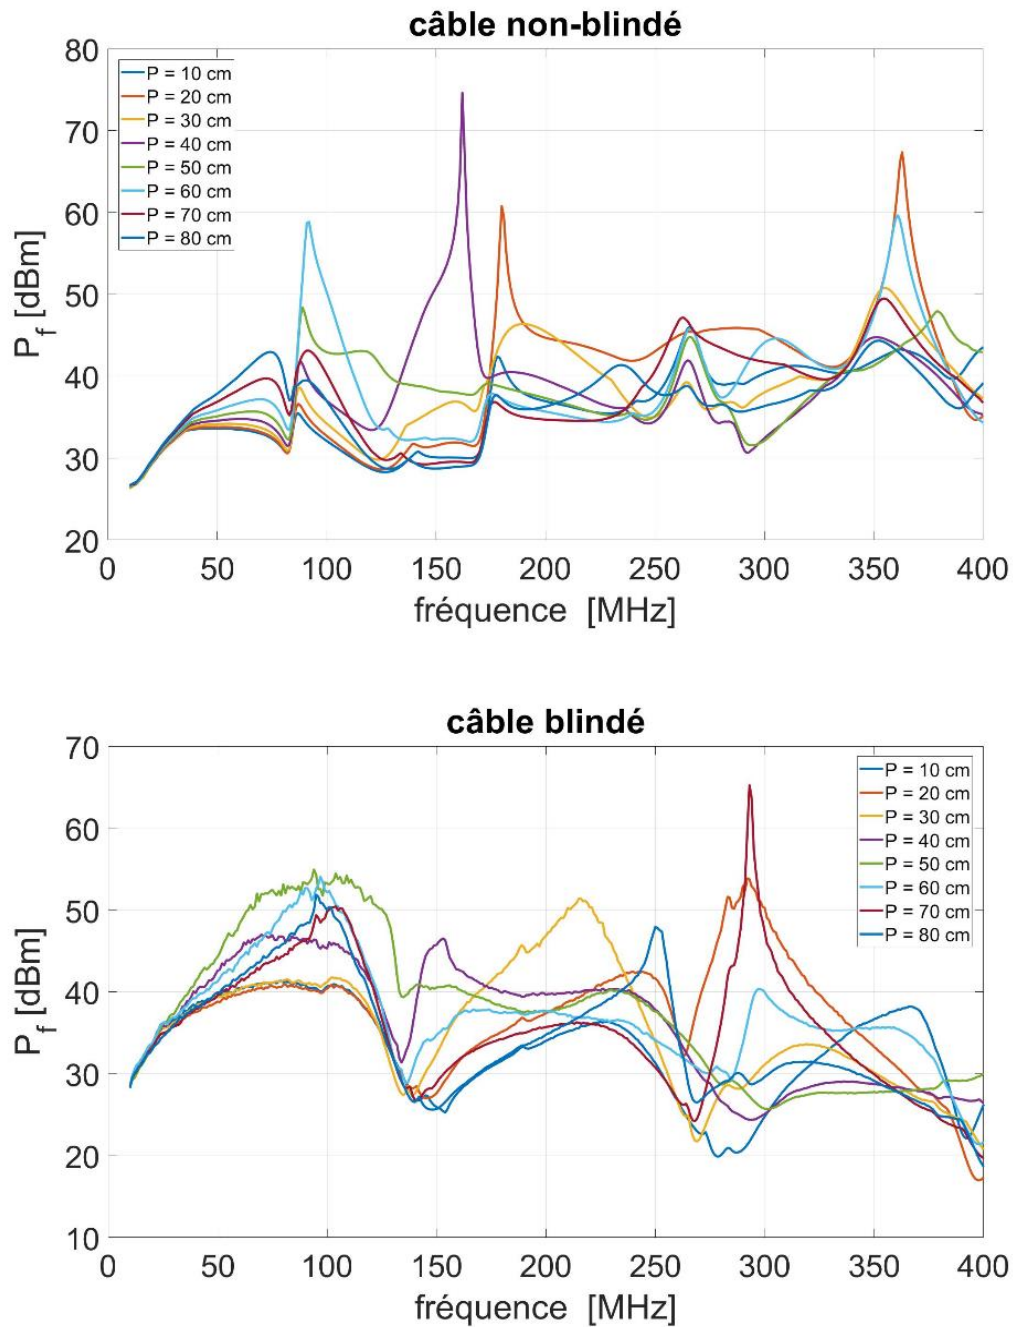 câble non-blindé
80
70
60
50
40
30
20
P_f [dBm]
P = 10 cm
P = 20 cm
P = 30 cm
P = 40 cm
P = 50 cm
P = 60 cm
P = 70 cm
P = 80 cm
0 50 100 150 200 250 300 350 400
fréquence [MHz]
câble blindé
70
60
50
40
30
20
10
P_f [dBm]
P = 10 cm
P = 20 cm
P = 30 cm
P = 40 cm
P = 50 cm
P = 60 cm
P = 70 cm
P = 80 cm
0 50 100 150 200 250 300 350 400
fréquence [MHz]